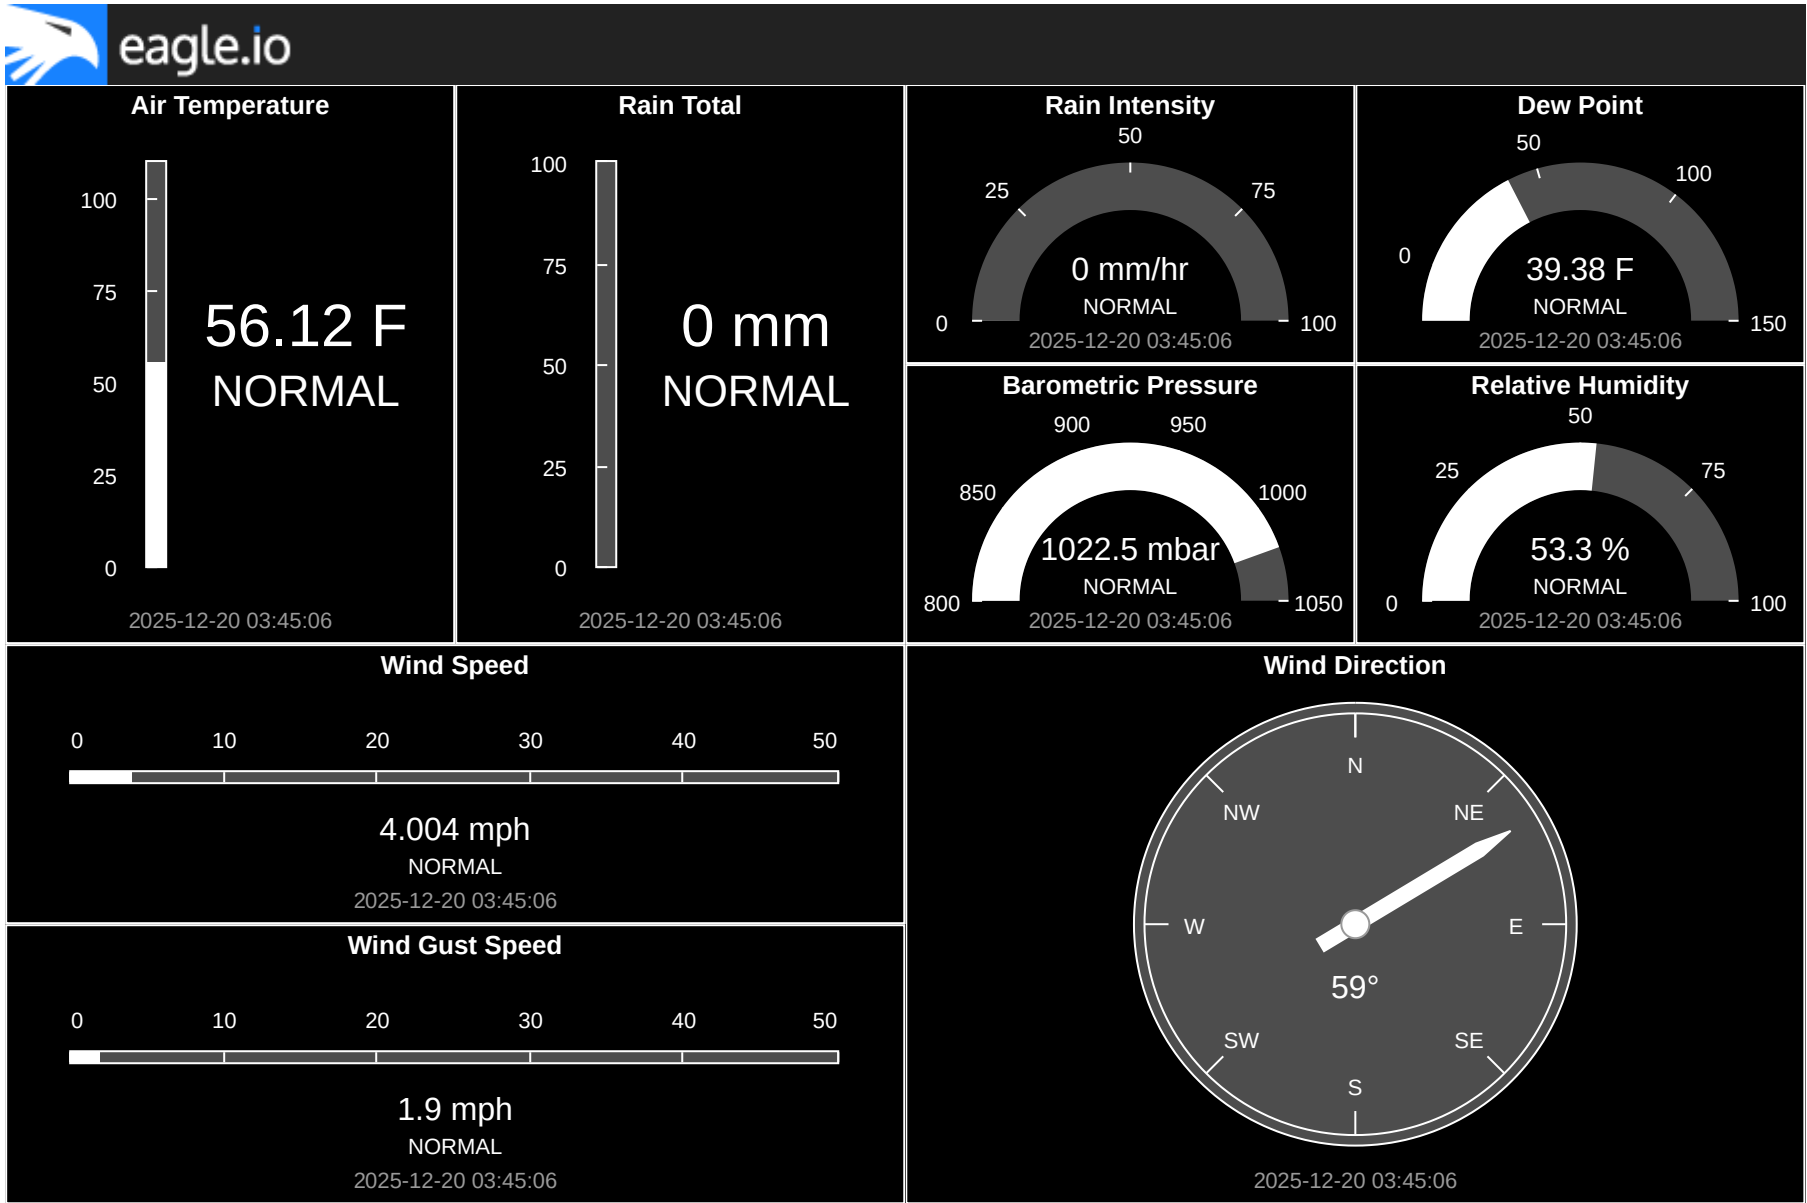 eagle.io
Air Temperature
100
75
50
25
0
56.12 F
NORMAL
2025-12-20 03:45:06
Rain Total
100
75
50
25
0
0 mm
NORMAL
2025-12-20 03:45:06
Rain Intensity
50
25
75
0
100
0 mm/hr
NORMAL
2025-12-20 03:45:06
Dew Point
50
100
0
150
39.38 F
NORMAL
2025-12-20 03:45:06
Barometric Pressure
900
950
850
1000
800
1050
1022.5 mbar
NORMAL
2025-12-20 03:45:06
Relative Humidity
50
25
75
0
100
53.3 %
NORMAL
2025-12-20 03:45:06
Wind Speed
0 10 20 30 40 50
4.004 mph
NORMAL
2025-12-20 03:45:06
Wind Gust Speed
0 10 20 30 40 50
1.9 mph
NORMAL
2025-12-20 03:45:06
Wind Direction
N
NW NE
W E
59°
SW SE
S
2025-12-20 03:45:06